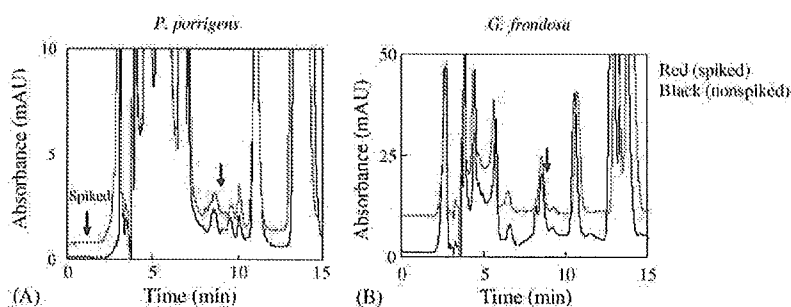 P. porrigens
G. frondosa
Absorbance (mAU)
10
5
0
Spiked
0
5
10
15
(A)
Time (min)
Absorbance (mAU)
50
25
0
0
5
10
15
(B)
Time (min)
Red (spiked)
Black (nonspiked)